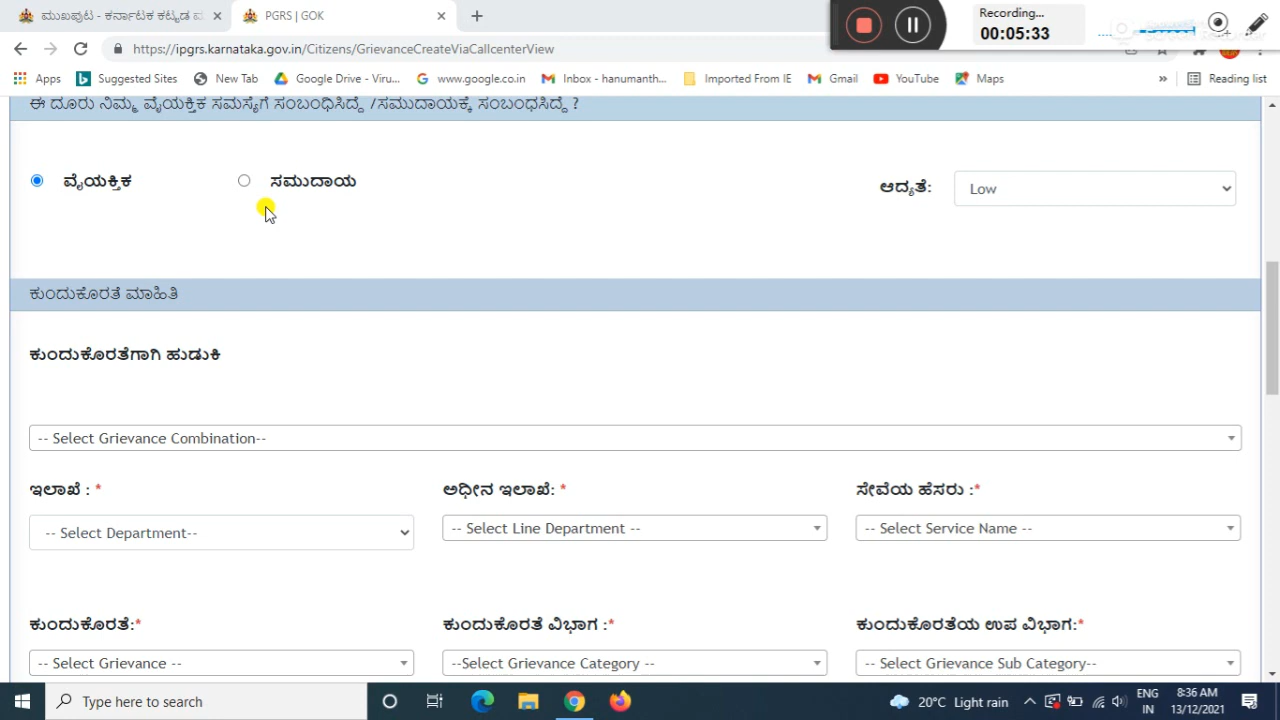 ಮುಖಪುಟ - ಕರ್ನಾಟಕ ಕಟ್ಟಡ ಮ
PGRS | GOK
Recording...
00:05:33
https://ipgrs.karnataka.gov.in/Citizens/GrievanceCreateViaCallcenterView
Apps Suggested Sites New Tab Google Drive - Viru... www.google.co.in Inbox - hanumanth... Imported From IE Gmail YouTube Maps » Reading list
ಈ ದೂರು ನಿಮ್ಮ ವೈಯಕ್ತಿಕ ಸಮಸ್ಯೆಗೆ ಸಂಬಂಧಿಸಿದ್ದೆ /ಸಮುದಾಯಕ್ಕೆ ಸಂಬಂಧಸಿದ್ದೆ ?
ವೈಯಕ್ತಿಕ ಸಮುದಾಯ ಆದ್ಯತೆ: Low
ಕುಂದುಕೊರತೆ ಮಾಹಿತಿ
ಕುಂದುಕೊರತೆಗಾಗಿ ಹುಡುಕಿ
-- Select Grievance Combination--
ಇಲಾಖೆ : * ಅಧೀನ ಇಲಾಖೆ: * ಸೇವೆಯ ಹೆಸರು :*
-- Select Department-- -- Select Line Department -- -- Select Service Name --
ಕುಂದುಕೊರತೆ:* ಕುಂದುಕೊರತೆ ವಿಭಾಗ :* ಕುಂದುಕೊರತೆಯ ಉಪ ವಿಭಾಗ:*
-- Select Grievance -- --Select Grievance Category -- -- Select Grievance Sub Category--
Type here to search
20°C Light rain
ENG
IN
8:36 AM
13/12/2021